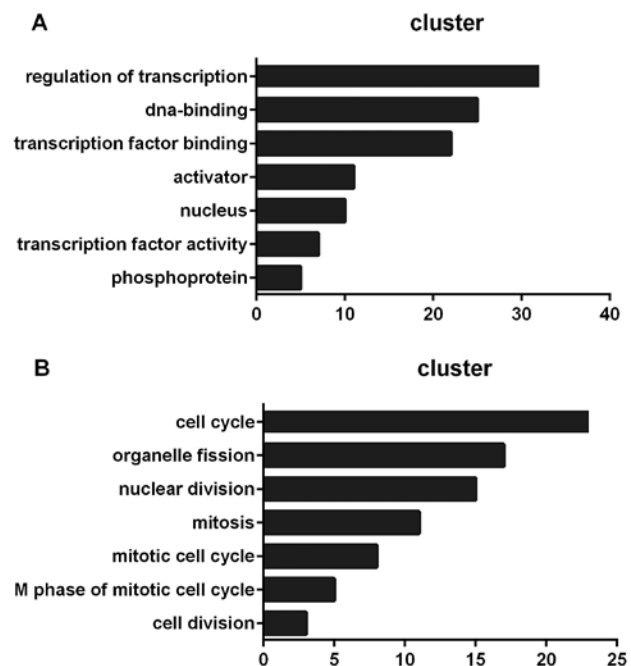 A
cluster
regulation of transcription
dna-binding
transcription factor binding
activator
nucleus
transcription factor activity
phosphoprotein
0 10 20 30 40
B
cluster
cell cycle
organelle fission
nuclear division
mitosis
mitotic cell cycle
M phase of mitotic cell cycle
cell division
0 5 10 15 20 25